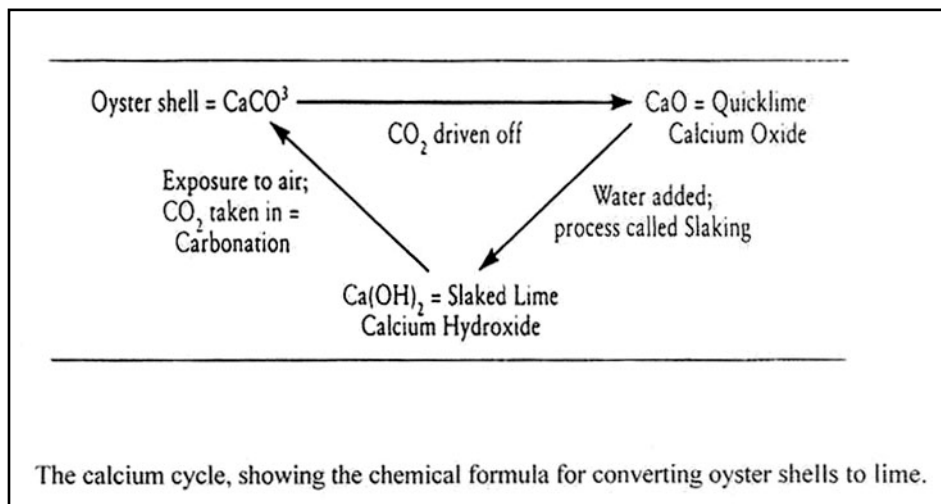 Oyster shell = CaCO³
CO₂ driven off
CaO = Quicklime
Calcium Oxide
Exposure to air;
CO₂ taken in =
Carbonation
Water added;
process called Slaking
Ca(OH)₂ = Slaked Lime
Calcium Hydroxide
The calcium cycle, showing the chemical formula for converting oyster shells to lime.